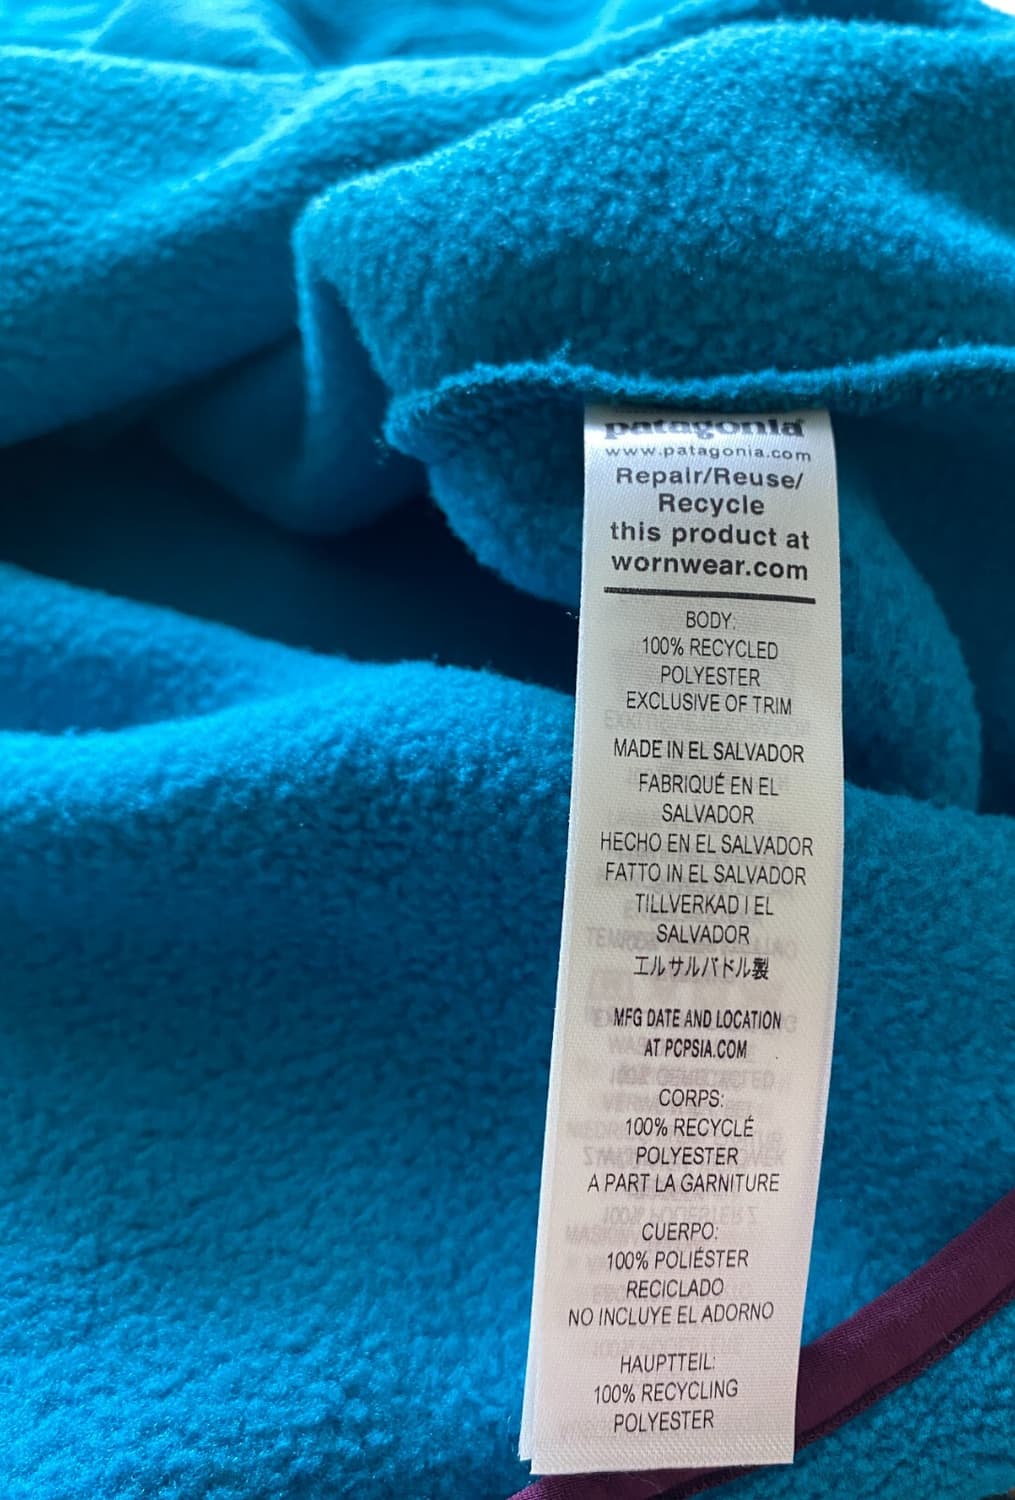 patagonia®
www.patagonia.com
Repair/Reuse/
Recycle
this product at
wornwear.com
BODY:
100% RECYCLED
POLYESTER
EXCLUSIVE OF TRIM
MADE IN EL SALVADOR
FABRIQUÉ EN EL
SALVADOR
HECHO EN EL SALVADOR
FATTO IN EL SALVADOR
TILLVERKAD I EL
SALVADOR
エルサルバドル製
MFG DATE AND LOCATION
AT PCPSIA.COM
CORPS:
100% RECYCLÉ
POLYESTER
A PART LA GARNITURE
CUERPO:
100% POLIÉSTER
RECICLADO
NO INCLUYE EL ADORNO
HAUPTTEIL:
100% RECYCLING
POLYESTER